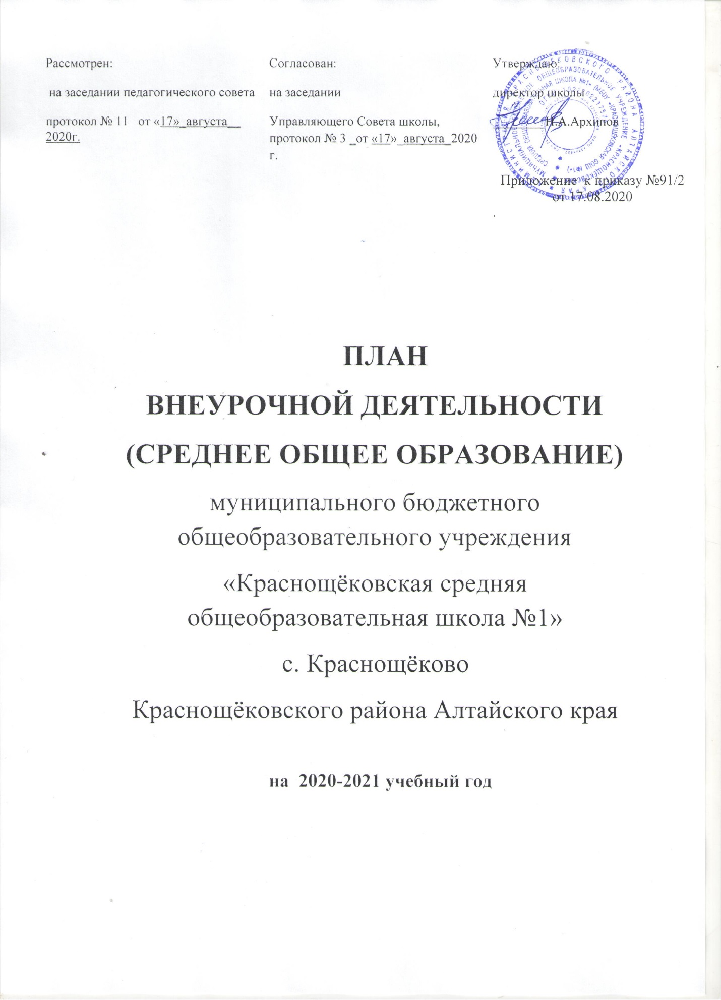 Рассмотрен:
на заседании педагогического совета
протокол № 11 от «17»_августа__
2020г.
Согласован:
на заседании
Управляющего Совета школы,
протокол № 3 _от «17»_августа_2020
г.
Утверждаю:
директор школы
Н.А.Архипов
Приложение к приказу №91/2
от 17.08.2020
ПЛАН
ВНЕУРОЧНОЙ ДЕЯТЕЛЬНОСТИ
(СРЕДНЕЕ ОБЩЕЕ ОБРАЗОВАНИЕ)
муниципального бюджетного
общеобразовательного учреждения
«Краснощёковская средняя
общеобразовательная школа №1»
с. Краснощёково
Краснощёковского района Алтайского края
на 2020-2021 учебный год